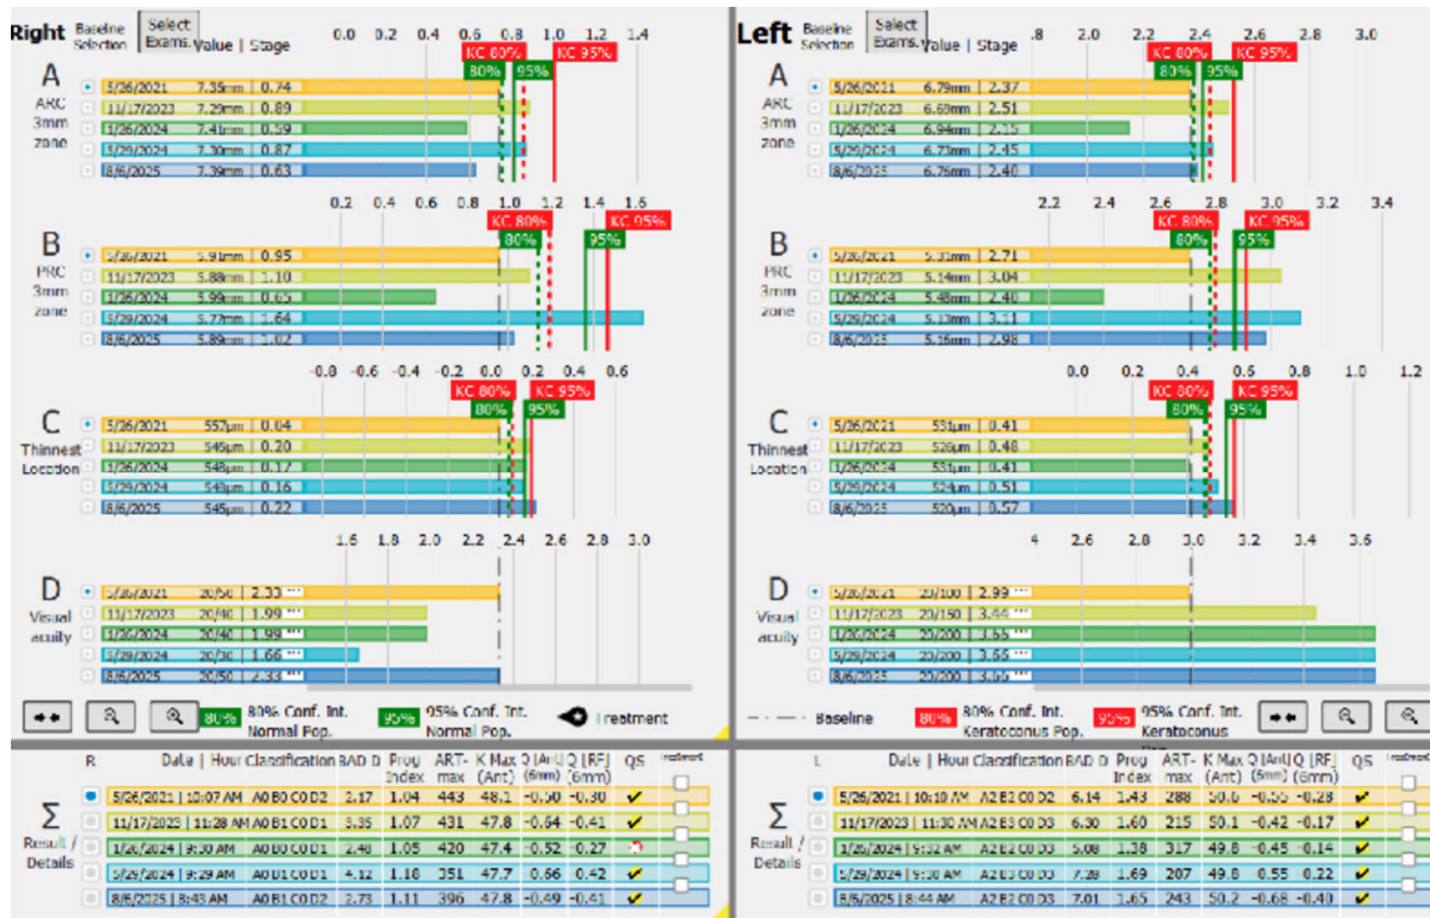 Right Baseline Selection Select Exams. Value | Stage 0.0 0.2 0.4 0.6 0.8 1.0 1.2 1.4
KC 80% KC 95%
80% 95%
A ARC 3mm zone
5/26/2021 7.35mm | 0.74
11/17/2023 7.29mm | 0.89
1/26/2024 7.41mm | 0.59
5/29/2024 7.30mm | 0.87
8/6/2025 7.39mm | 0.63
0.2 0.4 0.6 0.8 1.0 1.2 1.4 1.6
KC 80% KC 95%
80% 95%
B PRC 3mm zone
5/26/2021 5.91mm | 0.95
11/17/2023 5.88mm | 1.10
1/26/2024 5.99mm | 0.65
5/29/2024 5.77mm | 1.64
8/6/2025 5.89mm | 1.02
-0.8 -0.6 -0.4 -0.2 0.0 0.2 0.4 0.6
KC 80% KC 95%
80% 95%
C Thinnest Location
5/26/2021 557µm | 0.04
11/17/2023 545µm | 0.20
1/26/2024 548µm | 0.17
5/29/2024 549µm | 0.16
8/6/2025 545µm | 0.22
1.6 1.8 2.0 2.2 2.4 2.6 2.8 3.0
D Visual acuity
5/26/2021 20/50 | 2.33 ***
11/17/2023 20/40 | 1.99 ***
1/26/2024 20/40 | 1.99 ***
5/29/2024 20/30 | 1.66 ***
8/6/2025 20/50 | 2.33 ***
80% 80% Conf. Int. Normal Pop. 95% 95% Conf. Int. Normal Pop. Treatment
R Date | Hour Classification BAD D Prog Index ART-max K Max (Ant) Q [Ant] (6mm) Q [RF] (6mm) QS
Σ Result / Details
5/26/2021 | 10:07 AM A0 B0 C0 D2 2.17 1.04 443 48.1 -0.50 -0.30
11/17/2023 | 11:28 AM A0 B1 C0 D1 3.35 1.07 431 47.8 -0.64 -0.41
1/26/2024 | 9:30 AM A0 B0 C0 D1 2.48 1.05 420 47.4 -0.52 -0.27
5/29/2024 | 9:29 AM A0 D1 C0 D1 4.12 1.18 351 47.7 0.66 0.42
8/6/2025 | 8:43 AM A0 B1 C0 D2 2.73 1.11 396 47.8 -0.49 -0.41
Left Baseline Selection Select Exams. Value | Stage .8 2.0 2.2 2.4 2.6 2.8 3.0
KC 80% KC 95%
80% 95%
A ARC 3mm zone
5/26/2021 6.79mm | 2.37
11/17/2023 6.69mm | 2.51
1/26/2024 6.94mm | 2.15
5/29/2024 6.73mm | 2.45
8/6/2025 6.76mm | 2.40
2.2 2.4 2.6 2.8 3.0 3.2 3.4
KC 80% KC 95%
80% 95%
B PRC 3mm zone
5/26/2021 5.31mm | 2.71
11/17/2023 5.14mm | 3.04
1/26/2024 5.48mm | 2.40
5/29/2024 5.13mm | 3.11
8/6/2025 5.16mm | 2.98
0.0 0.2 0.4 0.6 0.8 1.0 1.2
KC 80% KC 95%
80% 95%
C Thinnest Location
5/26/2021 531µm | 0.41
11/17/2023 526µm | 0.48
1/26/2024 531µm | 0.41
5/29/2024 524µm | 0.51
8/6/2025 520µm | 0.57
4 2.6 2.8 3.0 3.2 3.4 3.6
D Visual acuity
5/26/2021 20/100 | 2.99 ***
11/17/2023 20/150 | 3.44 ***
1/26/2024 20/200 | 3.66 ***
5/29/2024 20/200 | 3.66 ***
8/6/2025 20/200 | 3.66 ***
Baseline 80% 80% Conf. Int. Keratoconus Pop. 95% 95% Conf. Int. Keratoconus
L Date | Hour Classification BAD D Prog Index ART-max K Max (Ant) Q [Ant] (6mm) Q [RF] (6mm) QS
Σ Result / Details
5/26/2021 | 10:10 AM A2 B2 C0 D2 6.14 1.43 288 50.6 -0.55 -0.28
11/17/2023 | 11:30 AM A2 B3 C0 D3 6.30 1.60 215 50.1 -0.42 -0.17
1/26/2024 | 9:32 AM A2 B2 C0 D3 5.08 1.38 317 49.8 -0.45 -0.14
5/29/2024 | 9:30 AM A2 B3 C0 D3 7.28 1.69 207 49.8 -0.55 -0.22
8/6/2025 | 8:44 AM A2 B2 C0 D3 7.01 1.65 243 50.2 -0.68 -0.40